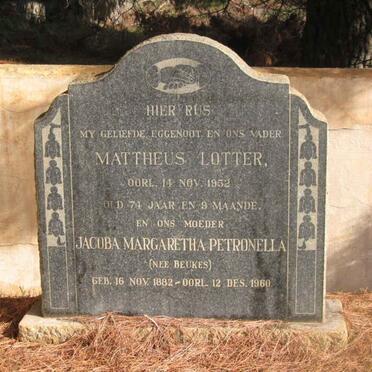 HIER RUS
MY GELIEFDE EGGENOOT EN ONS VADER
MATTHEUS LOTTER,
OORL. 14 NOV. 1952
OUD 74 JAAR EN 9 MAANDE.
EN ONS MOEDER
JACOBA MARGARETHA PETRONELLA
(NEE BEUKES)
GEB. 16 NOV. 1882 - OORL. 12 DES. 1960